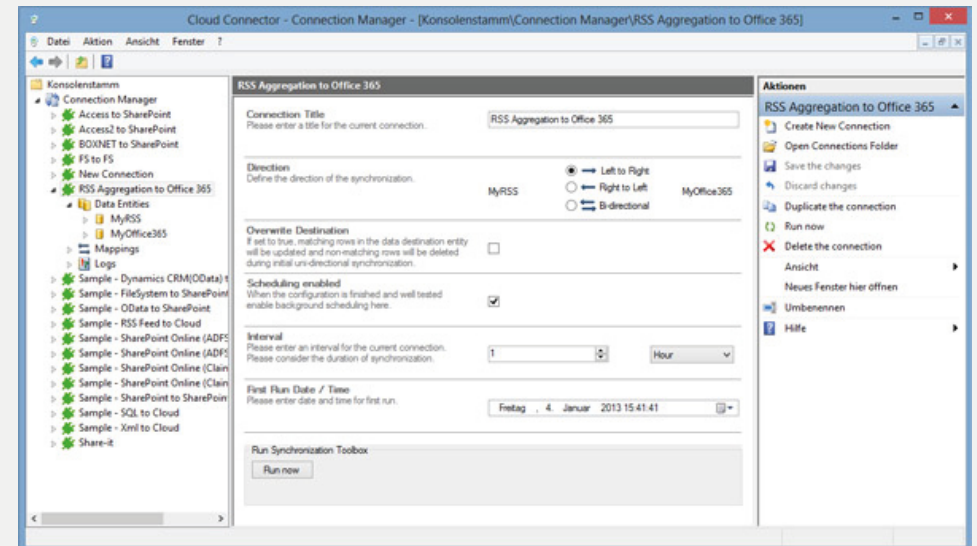 Cloud Connector - Connection Manager - [Konsolenstamm\Connection Manager\RSS Aggregation to Office 365]
Datei Aktion Ansicht Fenster ?
Konsolenstamm
Connection Manager
Access to SharePoint
Access2 to SharePoint
BOXNET to SharePoint
FS to FS
New Connection
RSS Aggregation to Office 365
Data Entities
MyRSS
MyOffice365
Mappings
Logs
Sample - Dynamics CRM(OData) t
Sample - FileSystem to SharePoint
Sample - OData to SharePoint
Sample - RSS Feed to Cloud
Sample - SharePoint Online (ADFS
Sample - SharePoint Online (ADFS
Sample - SharePoint Online (Clain
Sample - SharePoint Online (Clain
Sample - SharePoint to SharePoin
Sample - SQL to Cloud
Sample - Xml to Cloud
Share-it
RSS Aggregation to Office 365
Connection Title
Please enter a title for the current connection.
RSS Aggregation to Office 365
Direction
Define the direction of the synchronization.
MyRSS
Left to Right
Right to Left
Bi-directional
MyOffice365
Overwrite Destination
If set to true, matching rows in the data destination entity
will be updated and non-matching rows will be deleted
during initial uni-directional synchronization.
Scheduling enabled
When the configuration is finished and well tested
enable background scheduling here.
Interval
Please enter an interval for the current connection.
Please consider the duration of synchronization.
1
Hour
First Run Date / Time
Please enter date and time for first run.
Freitag , 4. Januar 2013 15:41:41
Run Synchronization Toolbox
Run now
Aktionen
RSS Aggregation to Office 365
Create New Connection
Open Connections Folder
Save the changes
Discard changes
Duplicate the connection
Run now
Delete the connection
Ansicht
Neues Fenster hier öffnen
Umbenennen
Hilfe